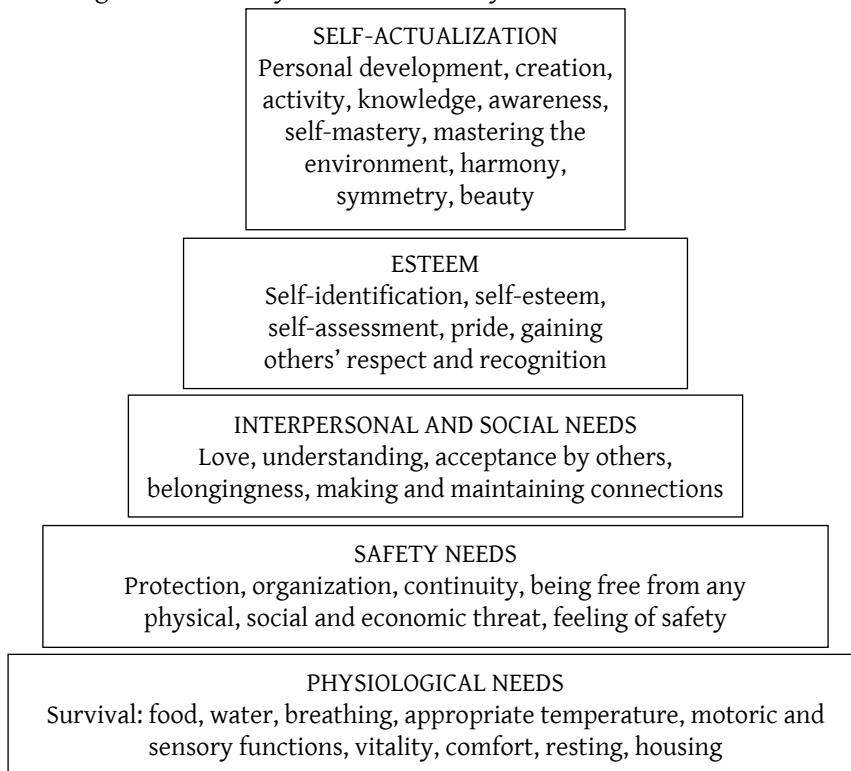 SELF-ACTUALIZATION
Personal development, creation,
activity, knowledge, awareness,
self-mastery, mastering the
environment, harmony,
symmetry, beauty
ESTEEM
Self-identification, self-esteem,
self-assessment, pride, gaining
others’ respect and recognition
INTERPERSONAL AND SOCIAL NEEDS
Love, understanding, acceptance by others,
belongingness, making and maintaining connections
SAFETY NEEDS
Protection, organization, continuity, being free from any
physical, social and economic threat, feeling of safety
PHYSIOLOGICAL NEEDS
Survival: food, water, breathing, appropriate temperature, motoric and
sensory functions, vitality, comfort, resting, housing